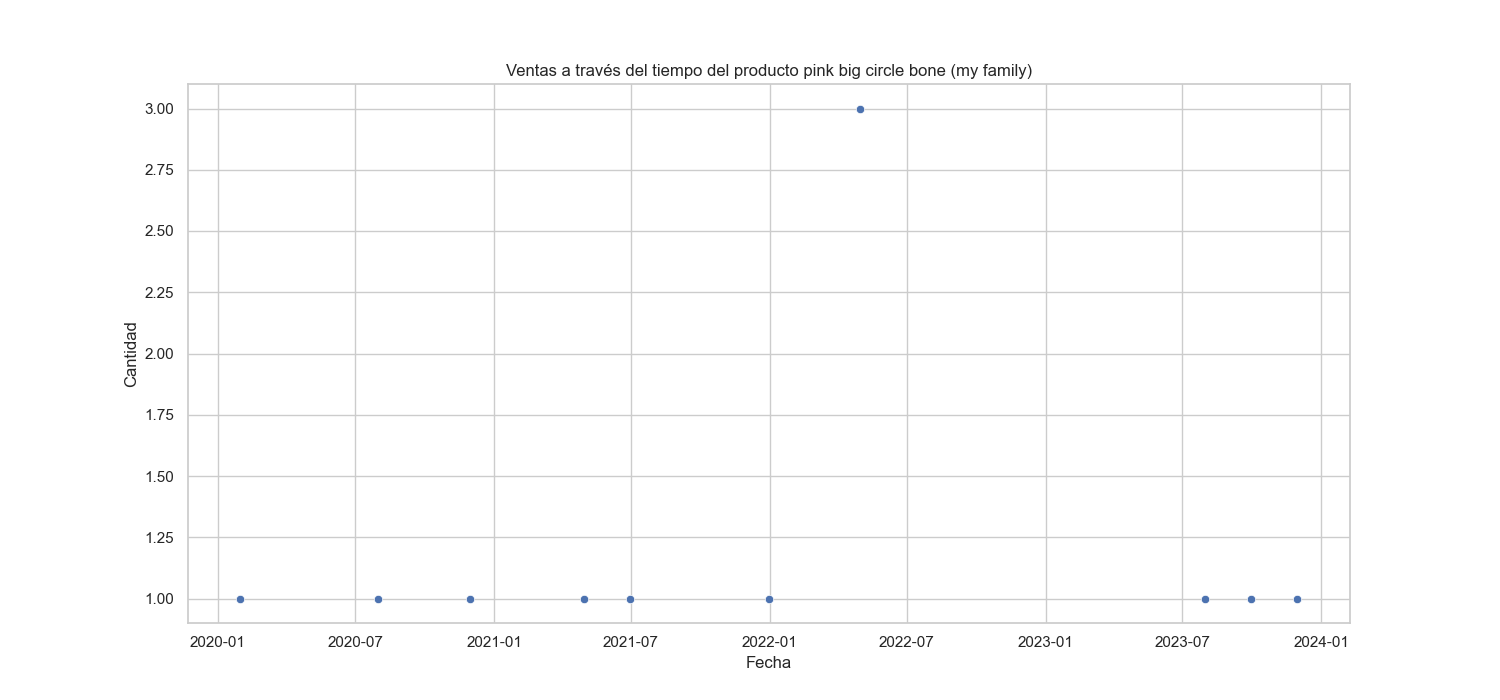 Ventas a través del tiempo del producto pink big circle bone (my family)
3.00
2.75
2.50
2.25
2.00
1.75
1.50
1.25
1.00
Cantidad
2020-01 2020-07 2021-01 2021-07 2022-01 2022-07 2023-01 2023-07 2024-01
Fecha